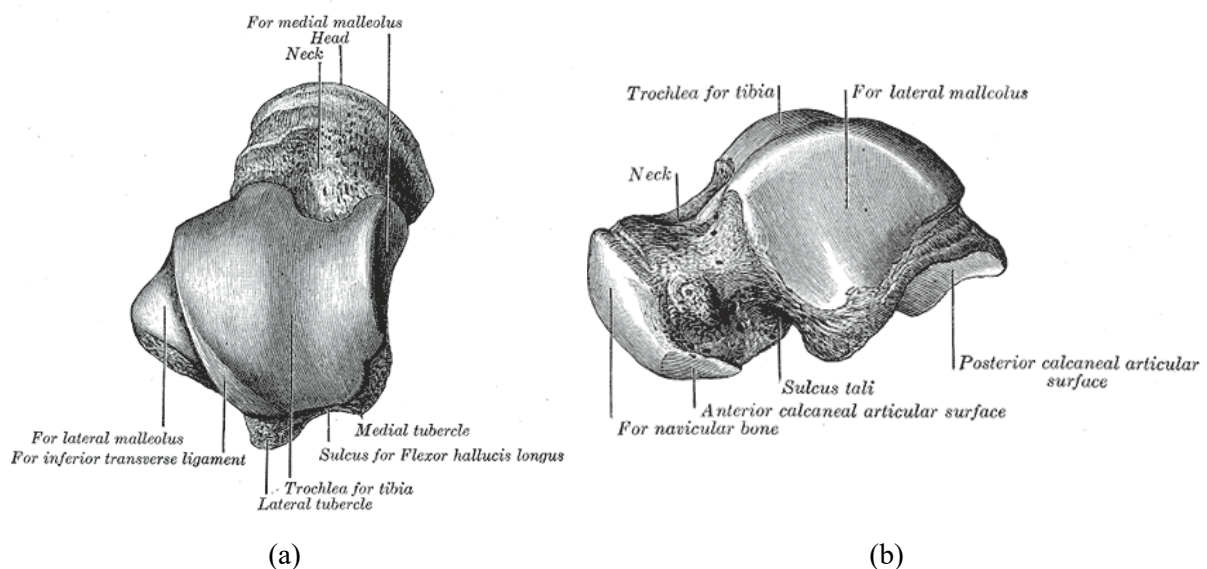 For medial malleolus
Head
Neck
For lateral malleolus
For inferior transverse ligament
Medial tubercle
Sulcus for Flexor hallucis longus
Trochlea for tibia
Lateral tubercle
(a)
Trochlea for tibia
For lateral mallcolus
Neck
Posterior calcaneal articular
surface
Sulcus tali
Anterior calcaneal articular surface
For navicular bone
(b)